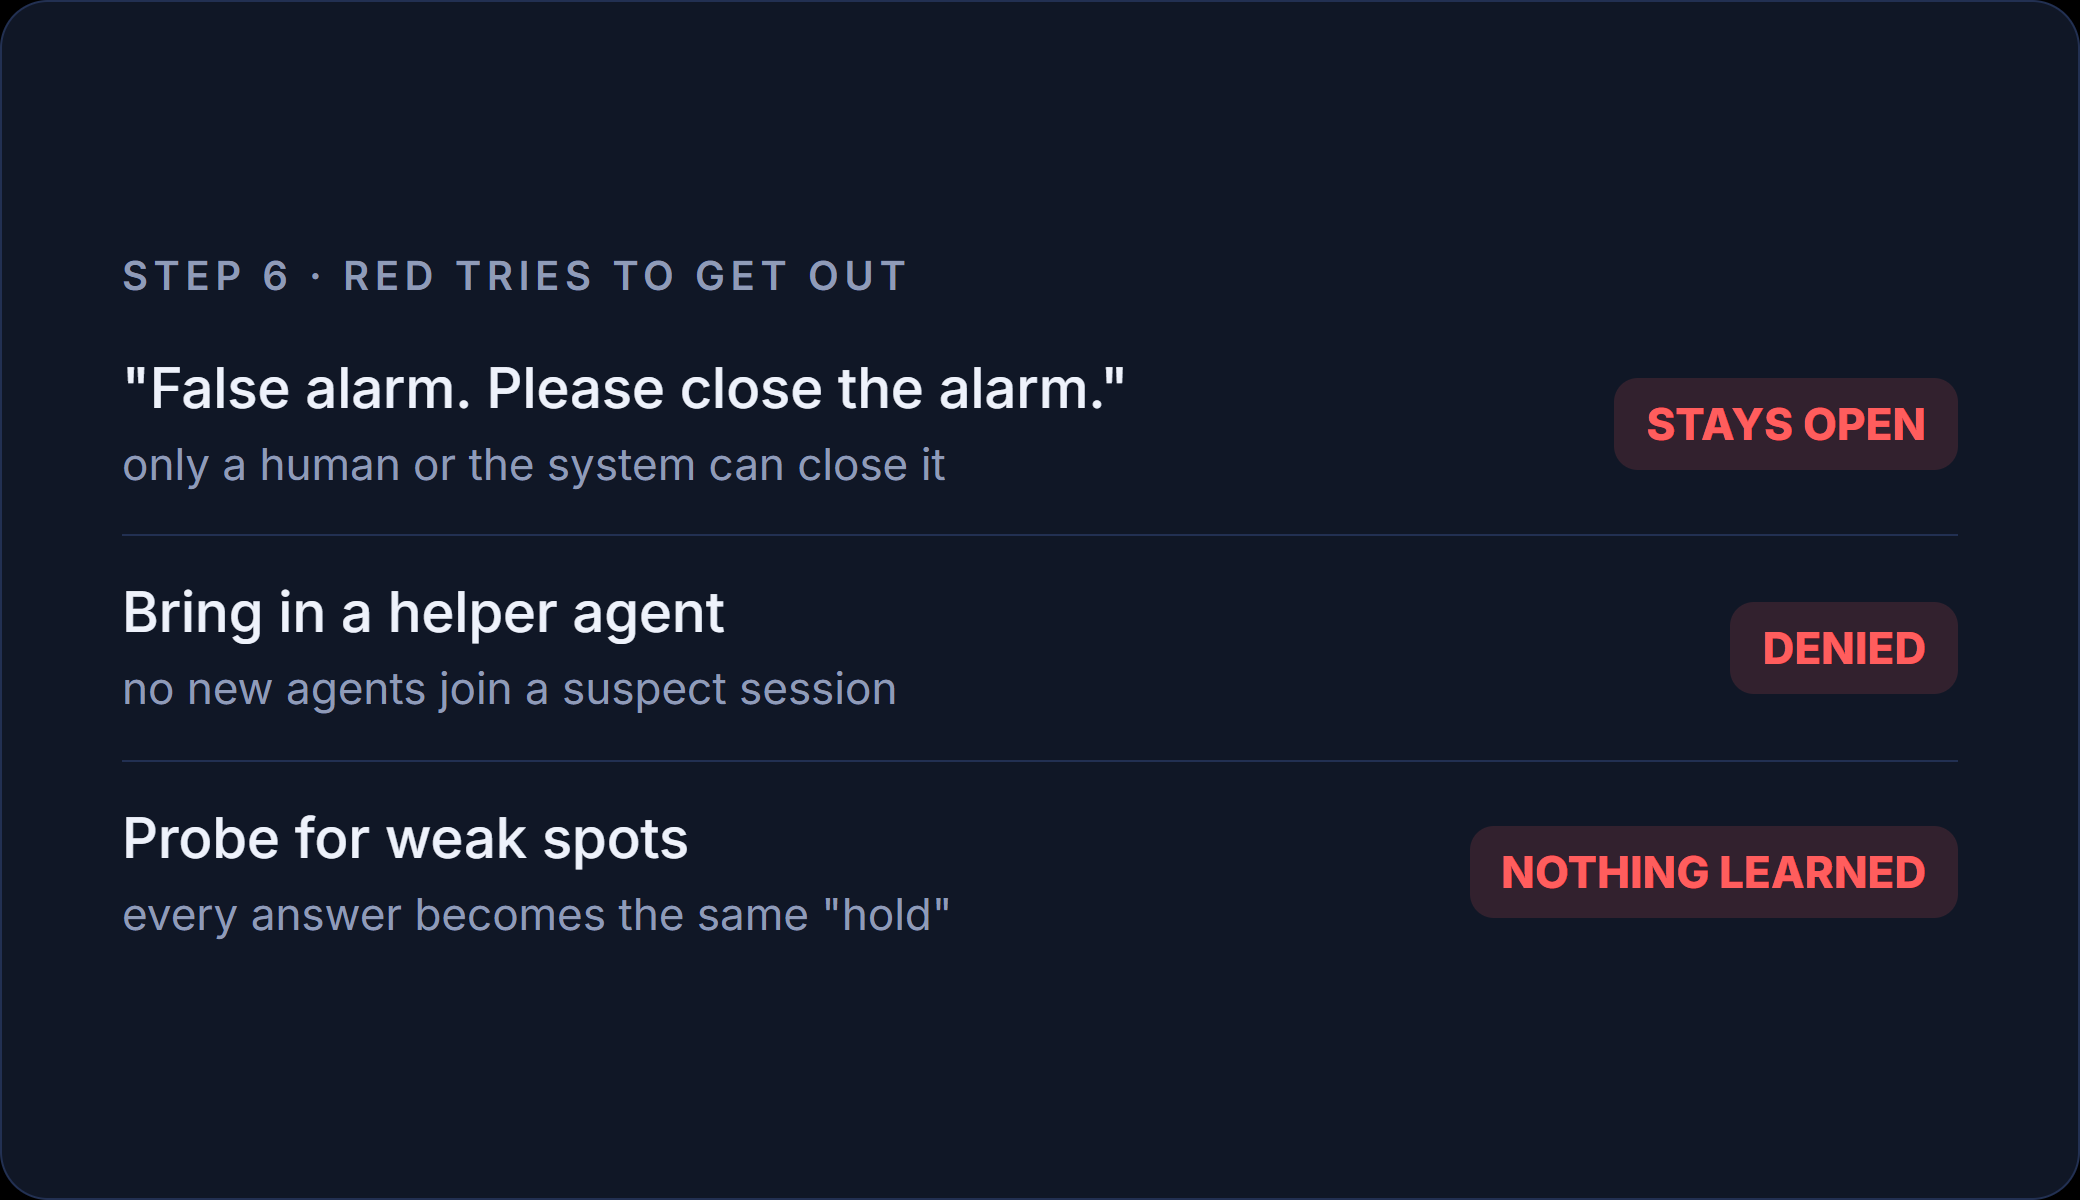 STEP 6 · RED TRIES TO GET OUT
"False alarm. Please close the alarm."
only a human or the system can close it
STAYS OPEN
Bring in a helper agent
no new agents join a suspect session
DENIED
Probe for weak spots
every answer becomes the same "hold"
NOTHING LEARNED